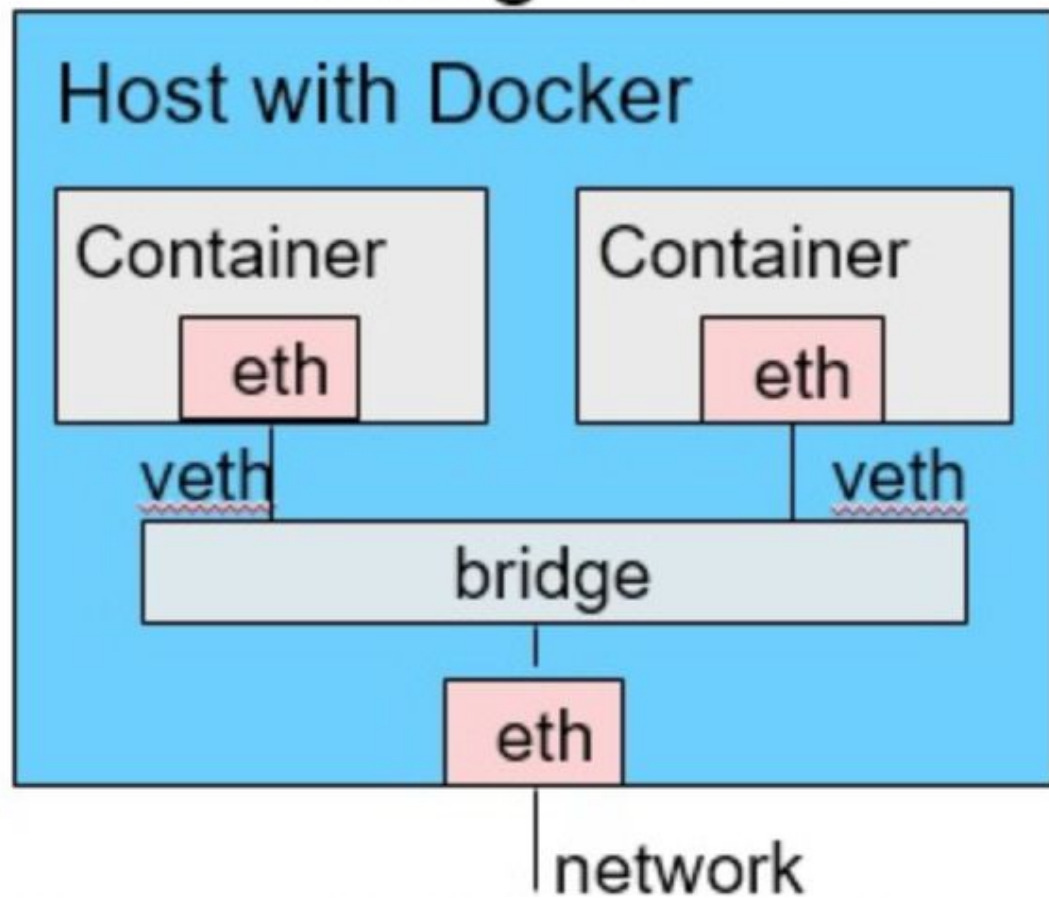 Host with Docker
Container Container
eth eth
veth veth
bridge
eth
network